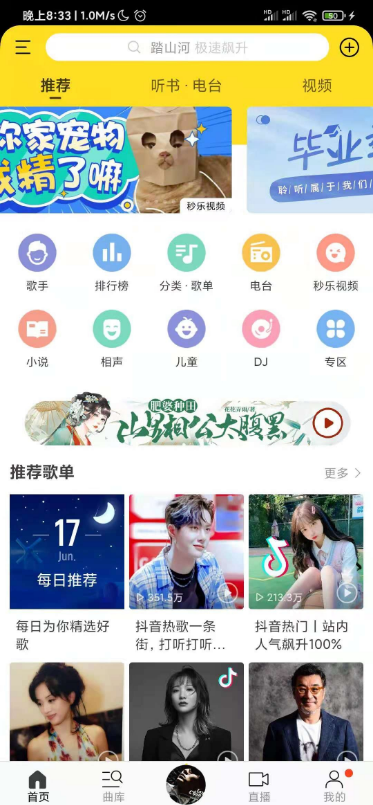 晚上8:33 | 1.0M/s
HD HD 50
踏山河 极速飙升
推荐 听书·电台 视频
你家宠物
成精了嘛
秒乐视频
毕业
聆听属于我们
歌手 排行榜 分类·歌单 电台 秒乐视频
小说 相声 儿童 DJ 专区
肥婆种田
山男相公太腹黑
推荐歌单 更多
17
Jun.
每日推荐
351.5万
213.3万
每日为你精选好
歌
抖音热歌一条
街，打听打听…
抖音热门丨站内
人气飙升100%
首页 曲库 直播 我的